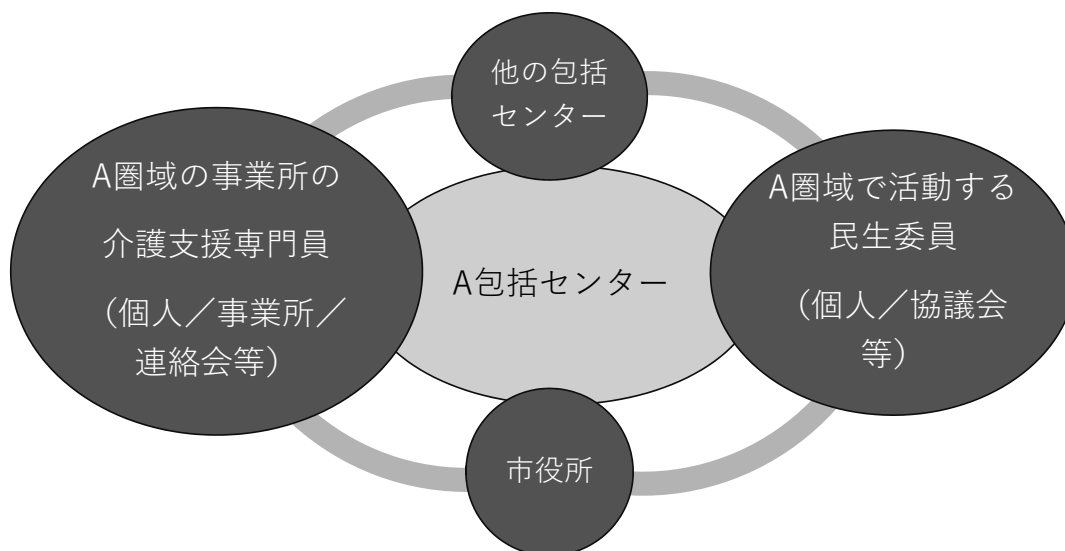 他の包括
センター
A圏域の事業所の
介護支援専門員
（個人／事業所／
連絡会等）
A包括センター
A圏域で活動する
民生委員
（個人／協議会
等）
市役所